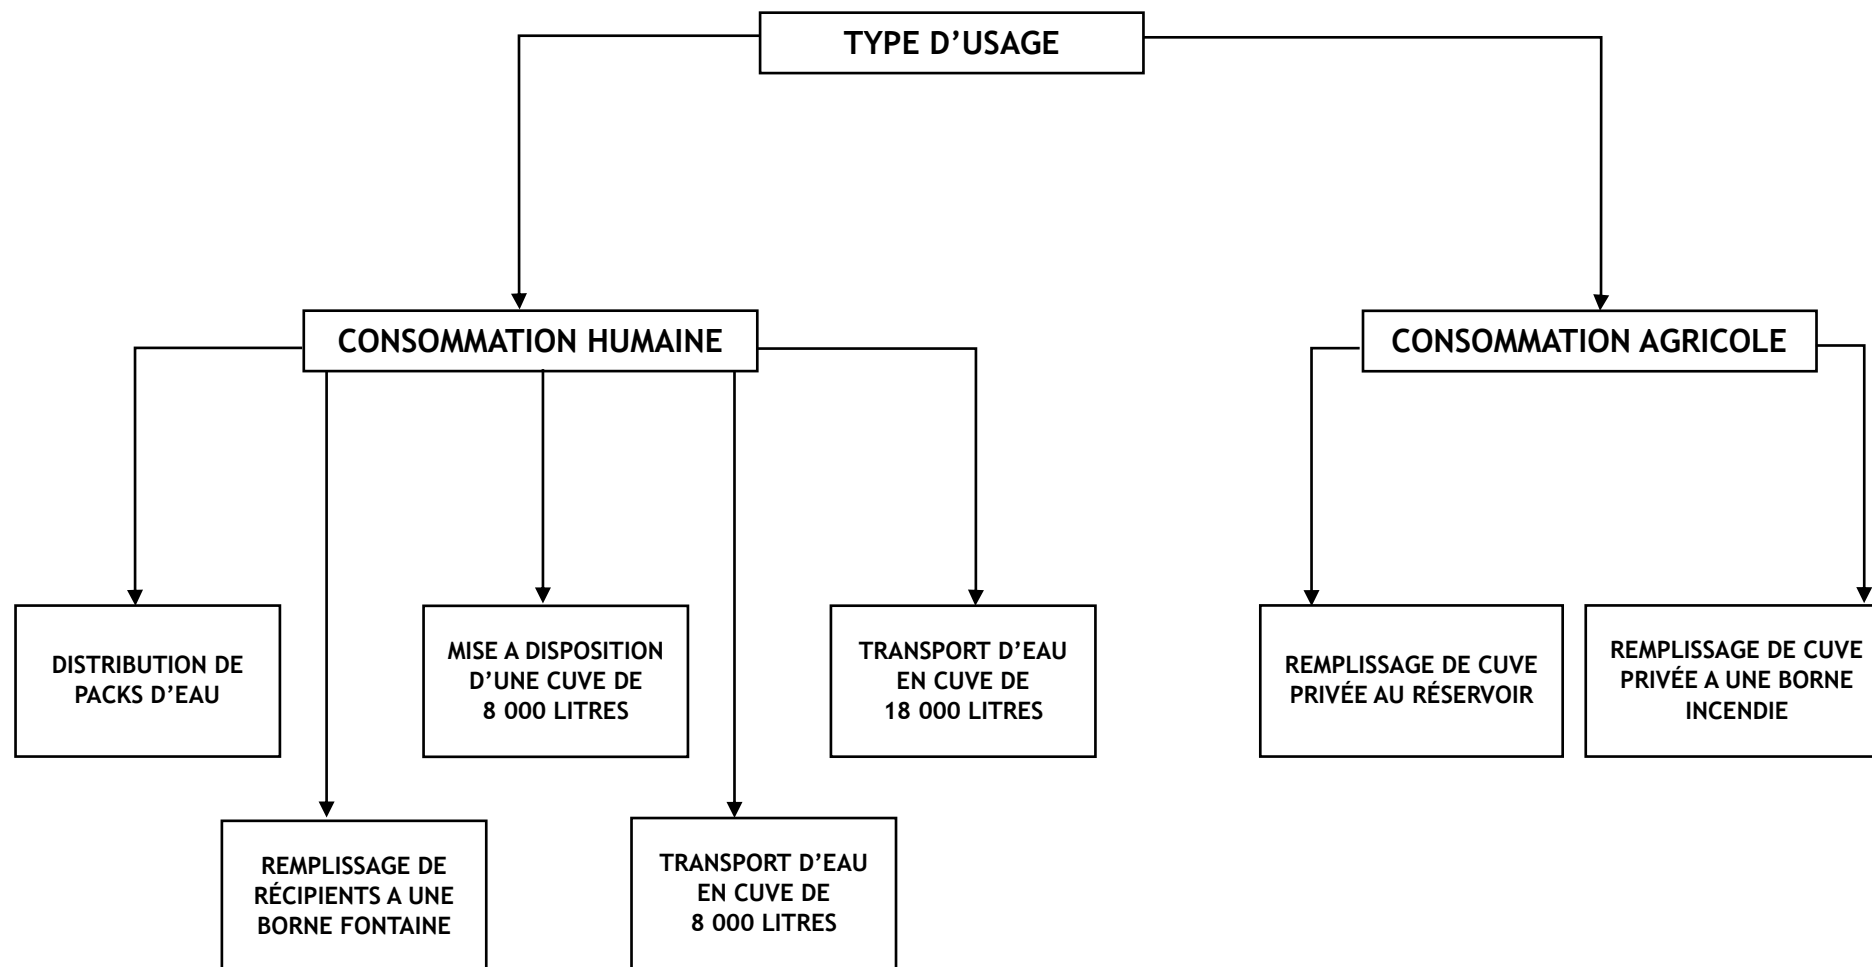 TYPE D’USAGE
CONSOMMATION HUMAINE
CONSOMMATION AGRICOLE
DISTRIBUTION DE
PACKS D’EAU
MISE A DISPOSITION
D’UNE CUVE DE
8 000 LITRES
TRANSPORT D’EAU
EN CUVE DE
18 000 LITRES
REMPLISSAGE DE CUVE
PRIVÉE AU RÉSERVOIR
REMPLISSAGE DE CUVE
PRIVÉE A UNE BORNE
INCENDIE
REMPLISSAGE DE
RÉCIPIENTS A UNE
BORNE FONTAINE
TRANSPORT D’EAU
EN CUVE DE
8 000 LITRES